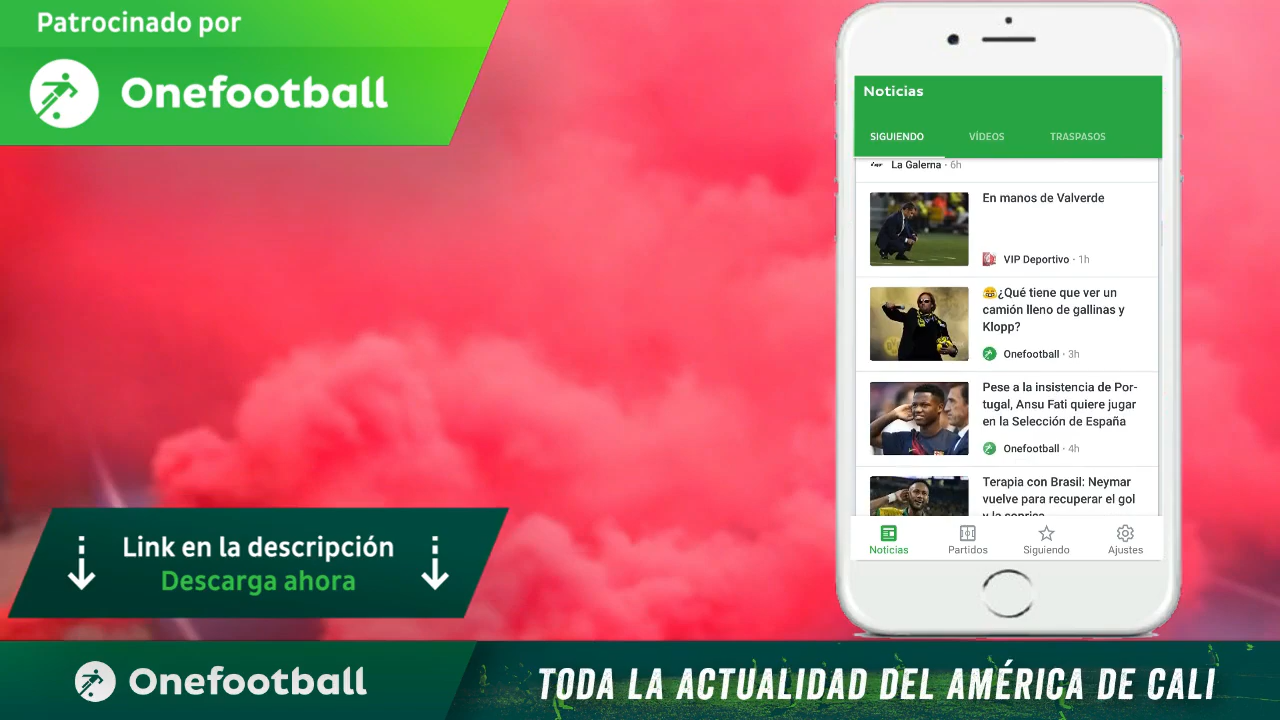 Patrocinado por
Onefootball
Noticias
SIGUIENDO VÍDEOS TRASPASOS
La Galerna · 6h
En manos de Valverde
VIP Deportivo · 1h
😂¿Qué tiene que ver un
camión lleno de gallinas y
Klopp?
Onefootball · 3h
Pese a la insistencia de Por-
tugal, Ansu Fati quiere jugar
en la Selección de España
Onefootball · 4h
Terapia con Brasil: Neymar
vuelve para recuperar el gol
y la sonrisa
Noticias Partidos Siguiendo Ajustes
Link en la descripción
Descarga ahora
Onefootball
TODA LA ACTUALIDAD DEL AMÉRICA DE CALI